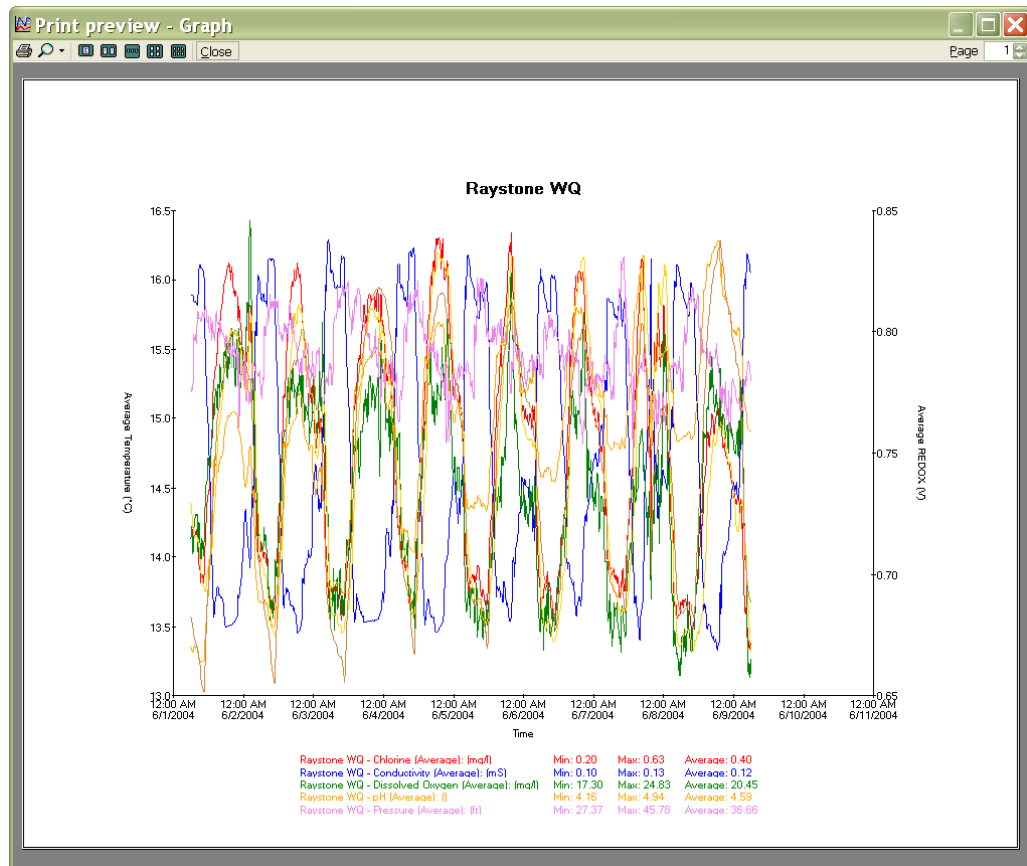 Print preview - Graph
Close
Page 1
Raystone WQ
16.5
16.0
15.5
15.0
14.5
14.0
13.5
13.0
Average Temperature (°C)
0.85
0.80
0.75
0.70
0.65
Average REDOX (V)
12:00 AM 12:00 AM 12:00 AM 12:00 AM 12:00 AM 12:00 AM 12:00 AM 12:00 AM 12:00 AM 12:00 AM 12:00 AM
6/1/2004 6/2/2004 6/3/2004 6/4/2004 6/5/2004 6/6/2004 6/7/2004 6/8/2004 6/9/2004 6/10/2004 6/11/2004
Time
Raystone WQ - Chlorine (Average): (mg/l) Min: 0.20 Max: 0.63 Average: 0.40
Raystone WQ - Conductivity (Average): (mS) Min: 0.10 Max: 0.13 Average: 0.12
Raystone WQ - Dissolved Oxygen (Average): (mg/l) Min: 17.30 Max: 24.83 Average: 20.45
Raystone WQ - pH (Average): () Min: 4.16 Max: 4.94 Average: 4.59
Raystone WQ - Pressure (Average): (ft) Min: 27.37 Max: 45.78 Average: 36.66